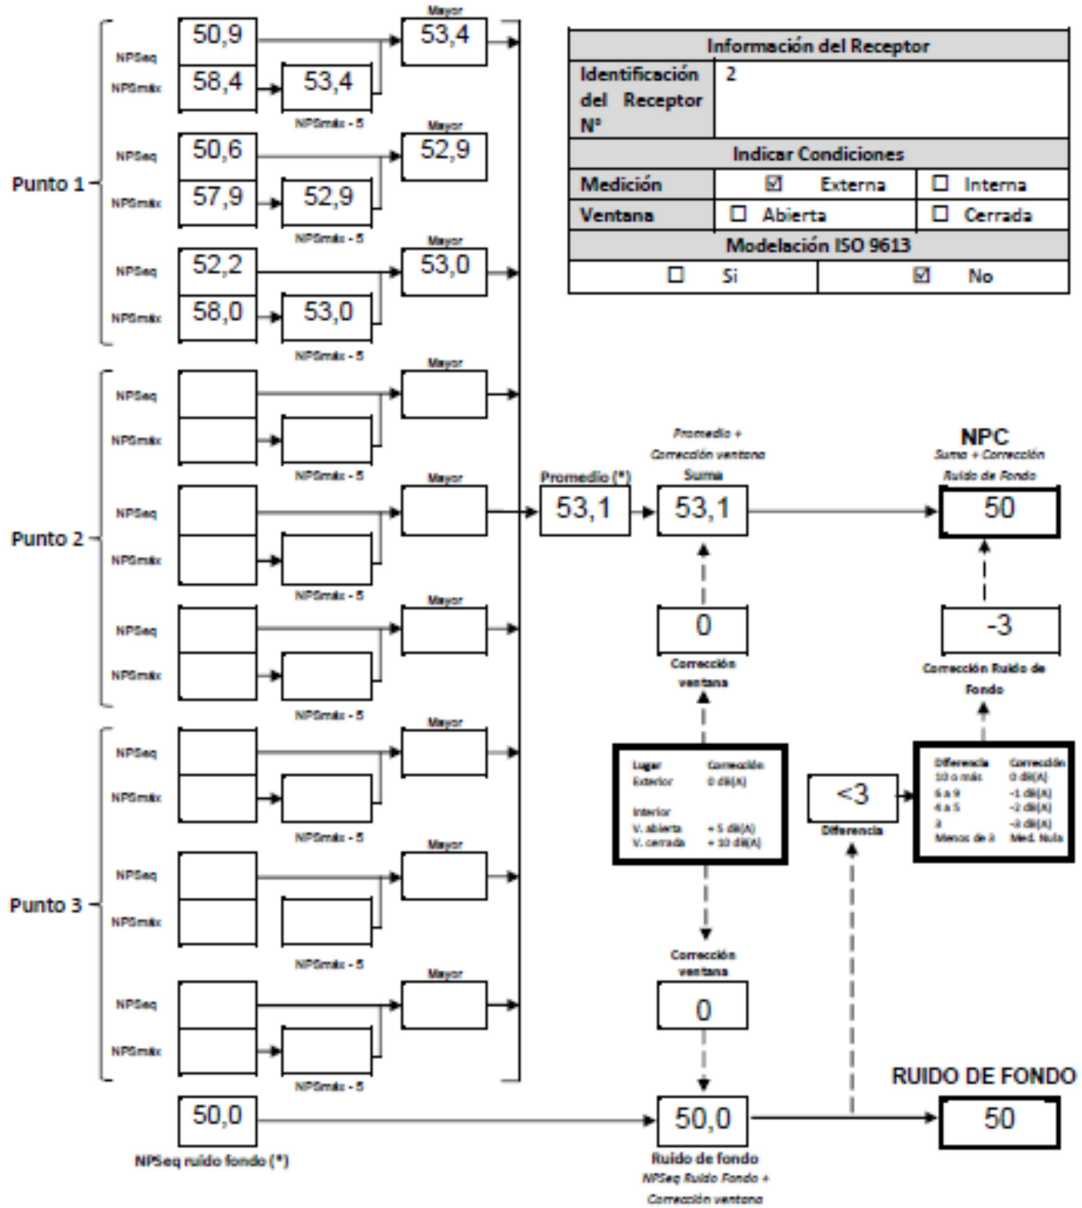 Mayor
50,9
53,4
NPSeq
58,4
53,4
NPSmáx
NPSmáx - 5
Mayor
50,6
52,9
NPSeq
Punto 1
57,9
52,9
NPSmáx
NPSmáx - 5
Mayor
52,2
53,0
NPSeq
58,0
53,0
NPSmáx
NPSmáx - 5
Información del Receptor
Identificación del Receptor N°
2
Indicar Condiciones
Medición
☑ Externa
☐ Interna
Ventana
☐ Abierta
☐ Cerrada
Modelación ISO 9613
☐ Si
☑ No
Mayor
NPSeq
NPSmáx
NPSmáx - 5
Mayor
NPSeq
Punto 2
NPSmáx
NPSmáx - 5
Mayor
NPSeq
NPSmáx
NPSmáx - 5
Mayor
NPSeq
NPSmáx
NPSmáx - 5
Mayor
NPSeq
Punto 3
NPSmáx
NPSmáx - 5
Mayor
NPSeq
NPSmáx
NPSmáx - 5
50,0
NPSeq ruido fondo (*)
Promedio (*)
53,1
Promedio +
Corrección ventana
Suma
53,1
NPC
Suma + Corrección
Ruido de Fondo
50
0
Corrección
ventana
-3
Corrección Ruido de
Fondo
Lugar Corrección
Exterior 0 dB(A)
Interior
V. abierta + 5 dB(A)
V. cerrada + 10 dB(A)
<3
Diferencia
Diferencia Corrección
10 o más 0 dB(A)
6 a 9 -1 dB(A)
4 a 5 -2 dB(A)
3 -3 dB(A)
Menos de 3 Med. Nula
Corrección
ventana
0
50,0
Ruido de fondo
NPSeq Ruido Fondo +
Corrección ventana
RUIDO DE FONDO
50